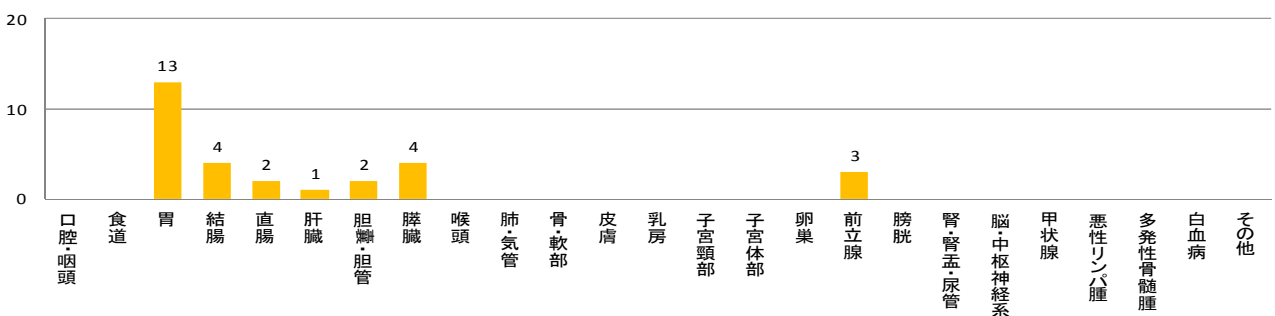 20
10
0
13
4
2
1
2
4
3
口腔・咽頭
食道
胃
結腸
直腸
肝臓
胆嚢・胆管
膵臓
喉頭
肺・気管
骨・軟部
皮膚
乳房
子宮頸部
子宮体部
卵巣
前立腺
膀胱
腎・腎盂・尿管
脳・中枢神経系
甲状腺
悪性リンパ腫
多発性骨髄腫
白血病
その他